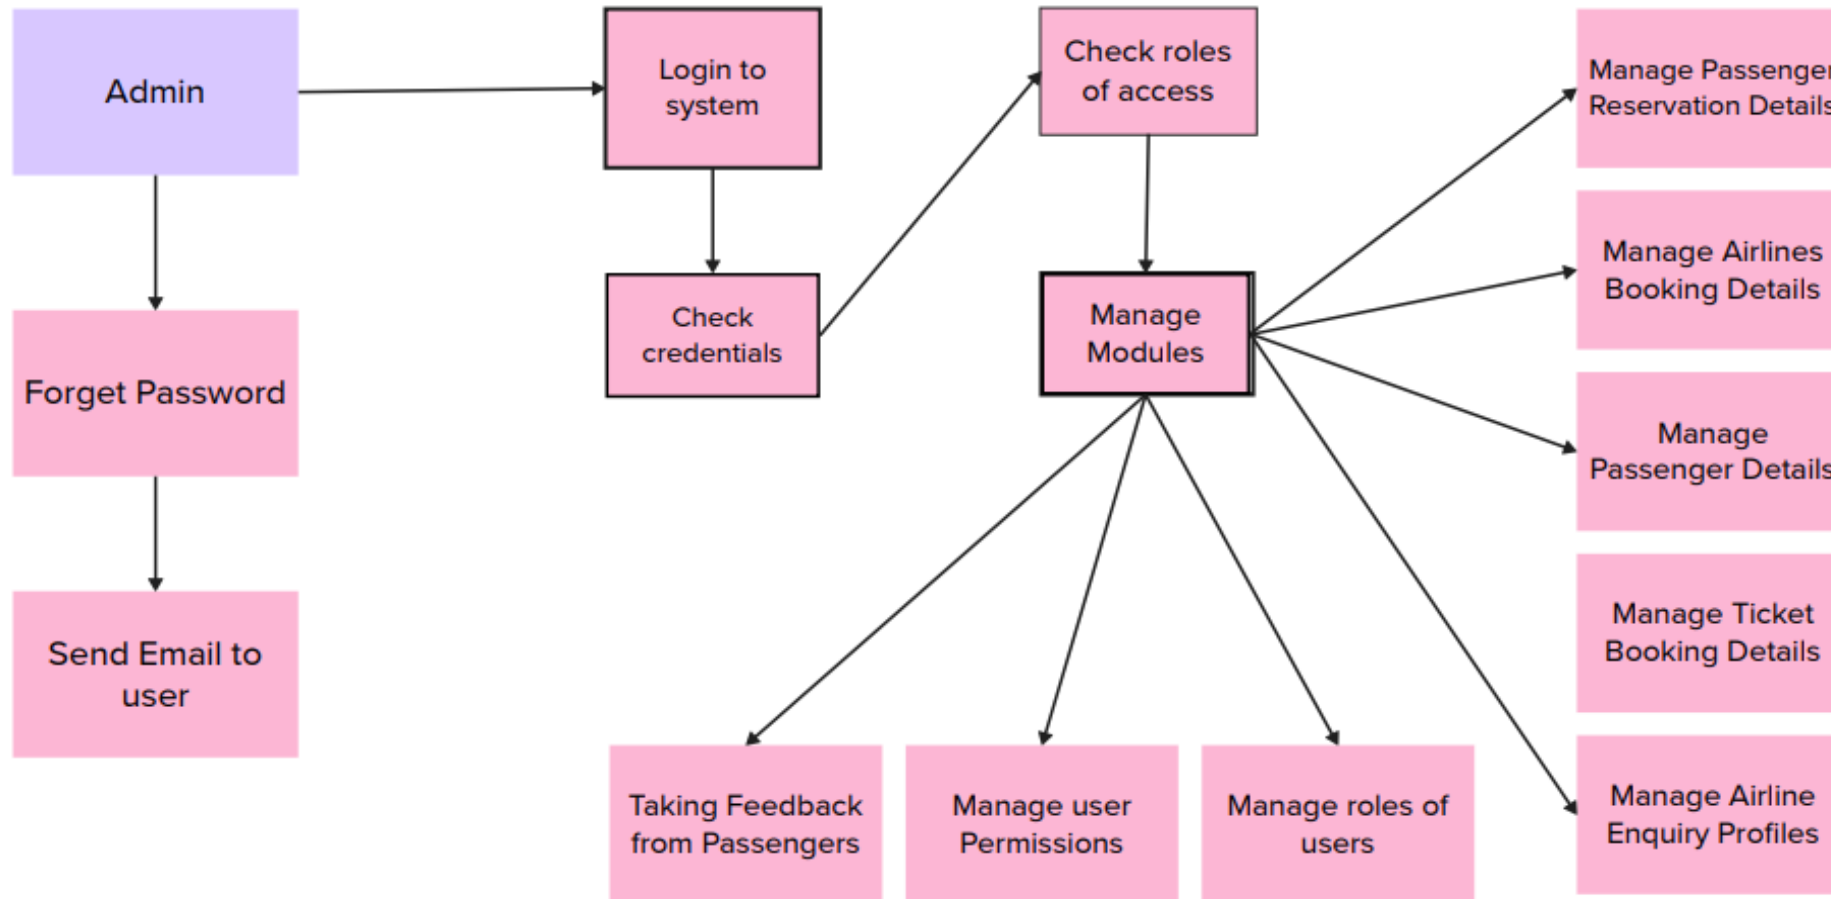 Admin
Login to
system
Check roles
of access
Manage Passenger
Reservation Details
Manage Airlines
Booking Details
Check
credentials
Manage
Modules
Forget Password
Manage
Passenger Details
Send Email to
user
Manage Ticket
Booking Details
Taking Feedback
from Passengers
Manage user
Permissions
Manage roles of
users
Manage Airline
Enquiry Profiles